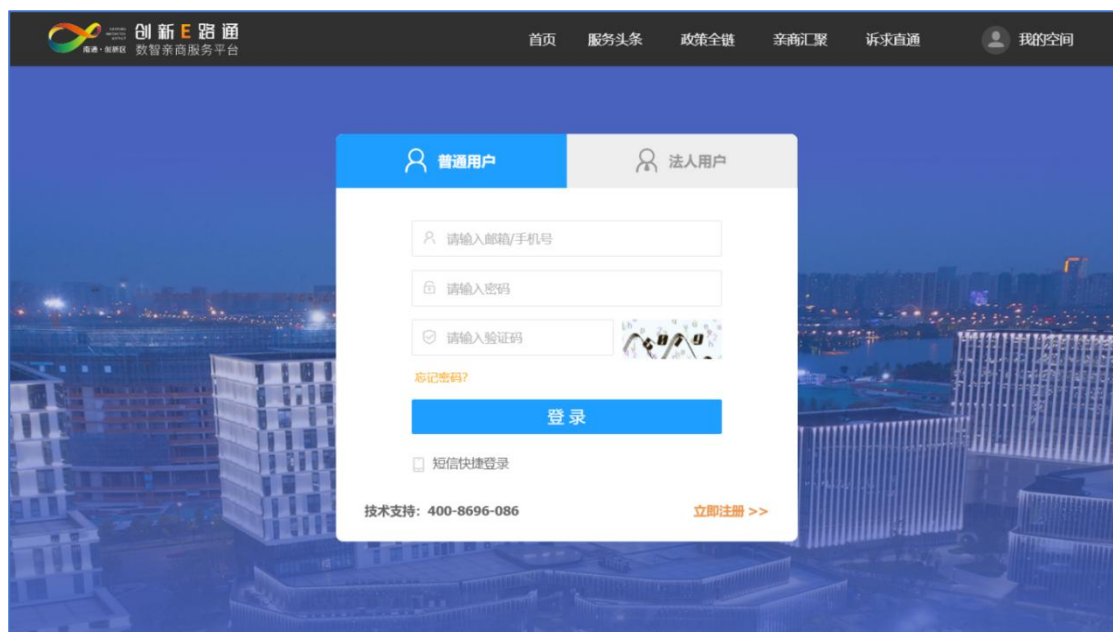 创新E路通
南通·创新区 数智亲商服务平台
首页 服务头条 政策全链 亲商汇聚 诉求直通 我的空间
普通用户 法人用户
请输入邮箱/手机号
请输入密码
请输入验证码
忘记密码?
登录
短信快捷登录
技术支持：400-8696-086 立即注册 >>